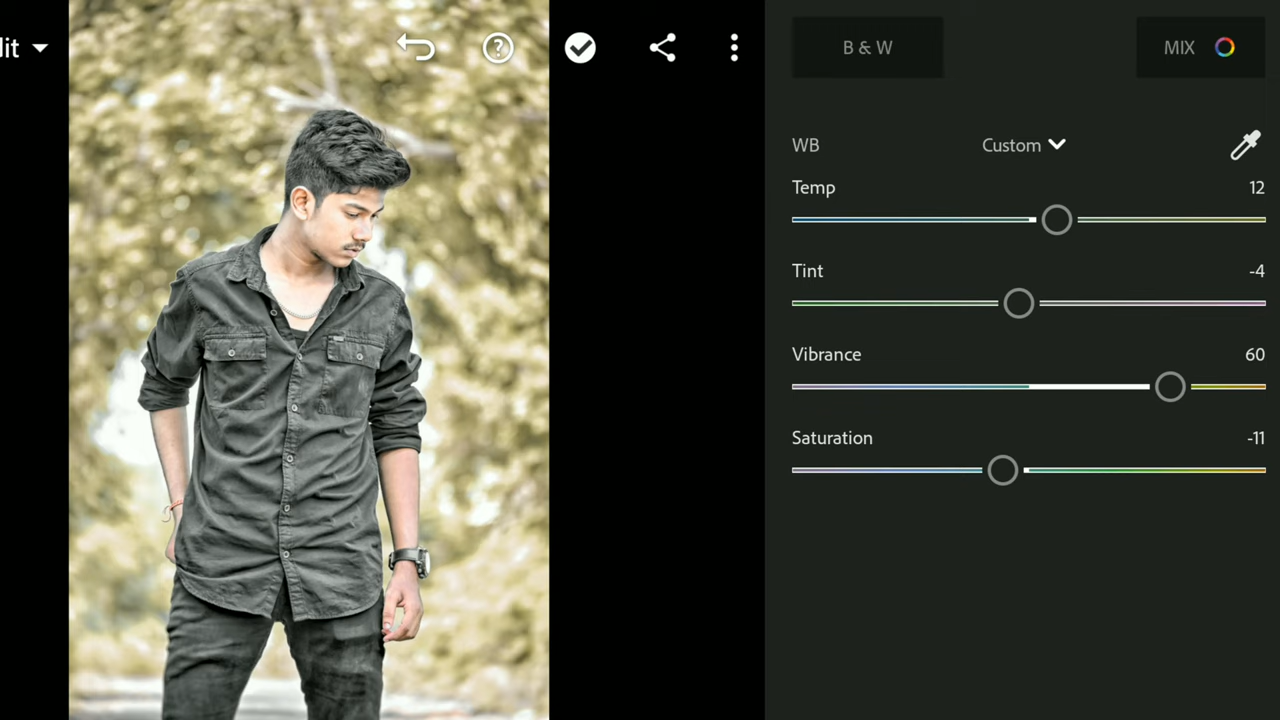 lit
B & W
MIX
WB
Custom
Temp
12
Tint
-4
Vibrance
60
Saturation
-11